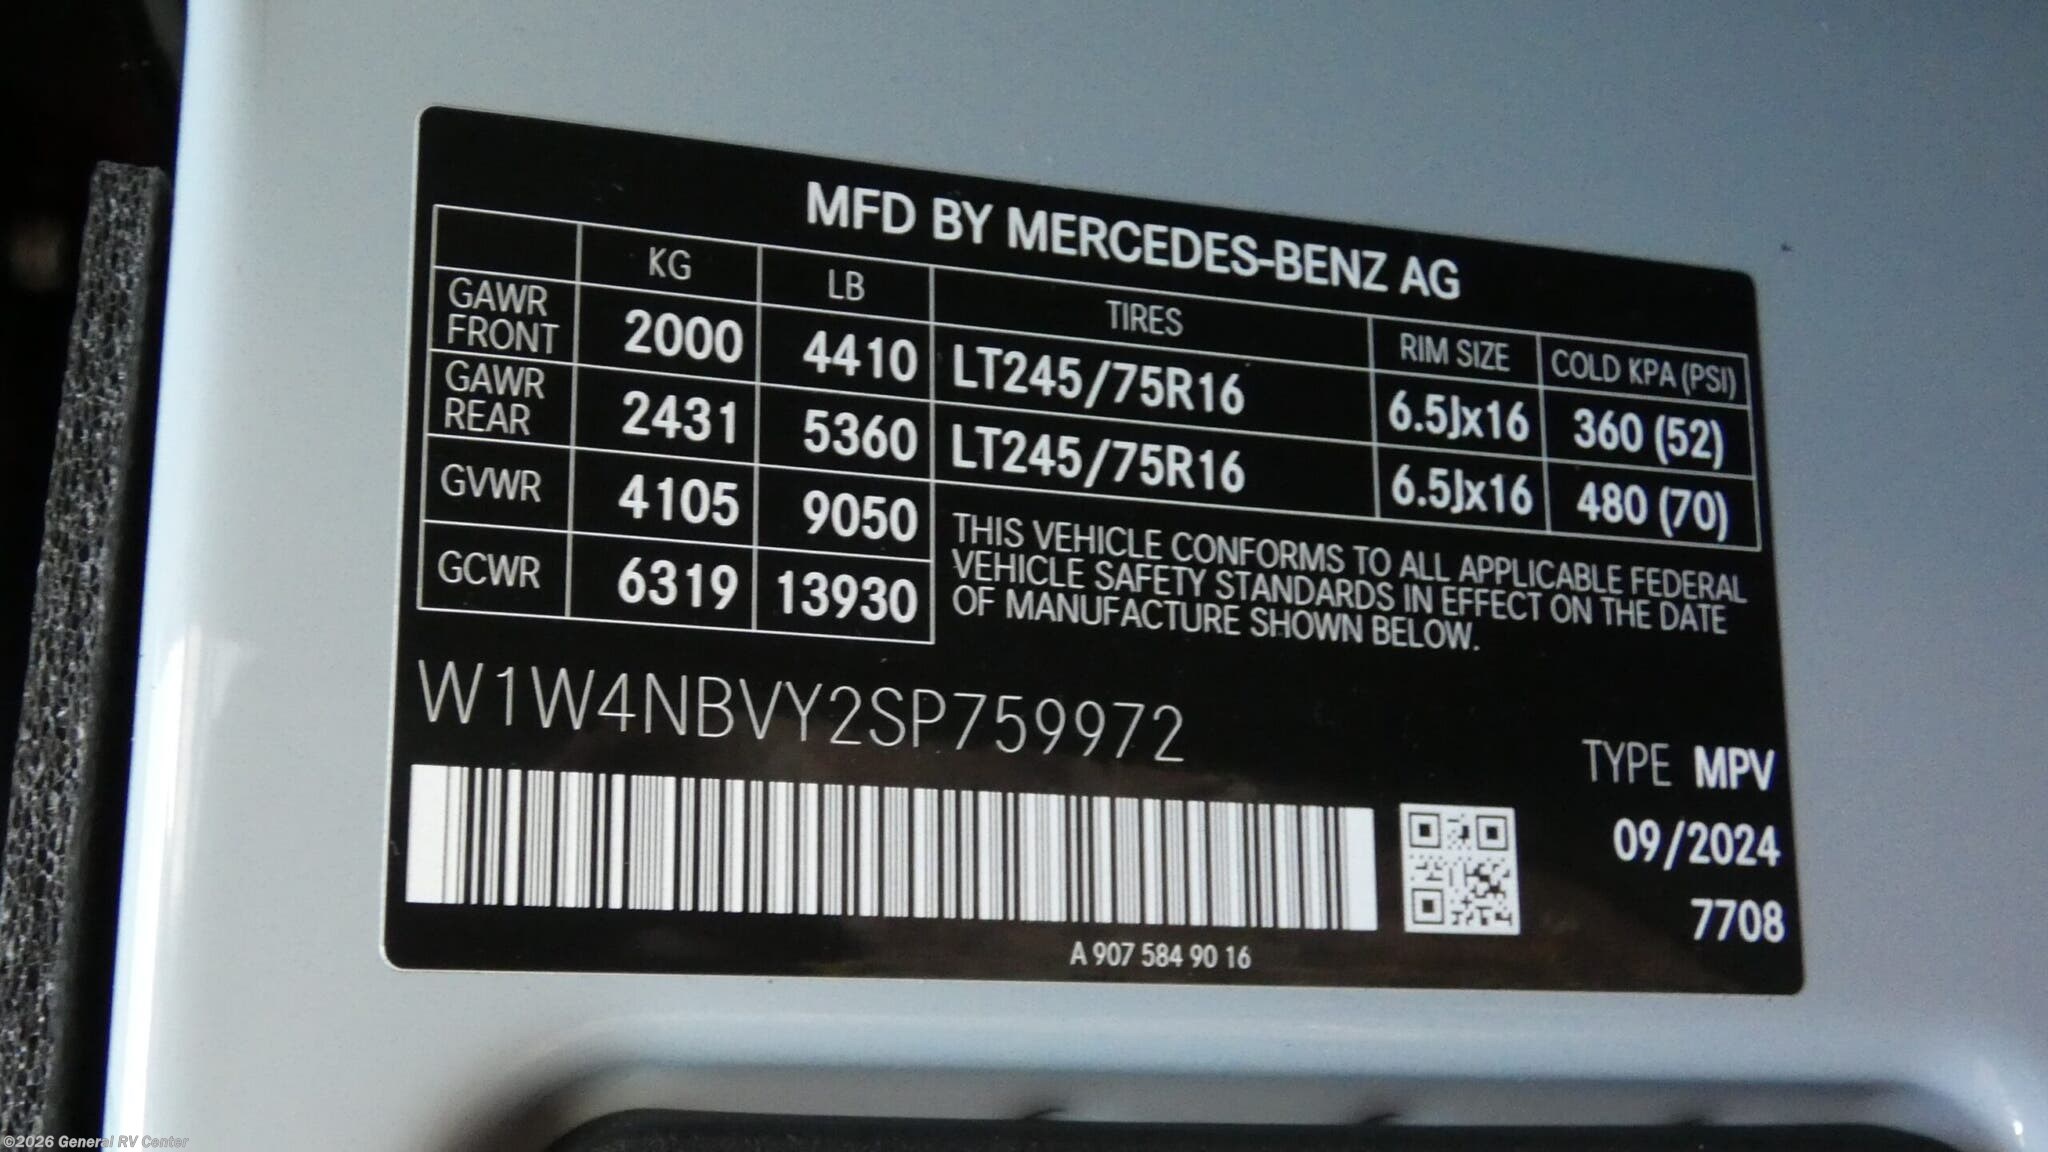 MFD BY MERCEDES-BENZ AG
KG LB TIRES RIM SIZE COLD KPA (PSI)
GAWR FRONT 2000 4410 LT245/75R16 6.5Jx16 360 (52)
GAWR REAR 2431 5360 LT245/75R16 6.5Jx16 480 (70)
GVWR 4105 9050
GCWR 6319 13930
THIS VEHICLE CONFORMS TO ALL APPLICABLE FEDERAL
VEHICLE SAFETY STANDARDS IN EFFECT ON THE DATE
OF MANUFACTURE SHOWN BELOW.
W1W4NBVY2SP759972
TYPE MPV
09/2024
7708
A 907 584 90 16
©2026 General RV Center